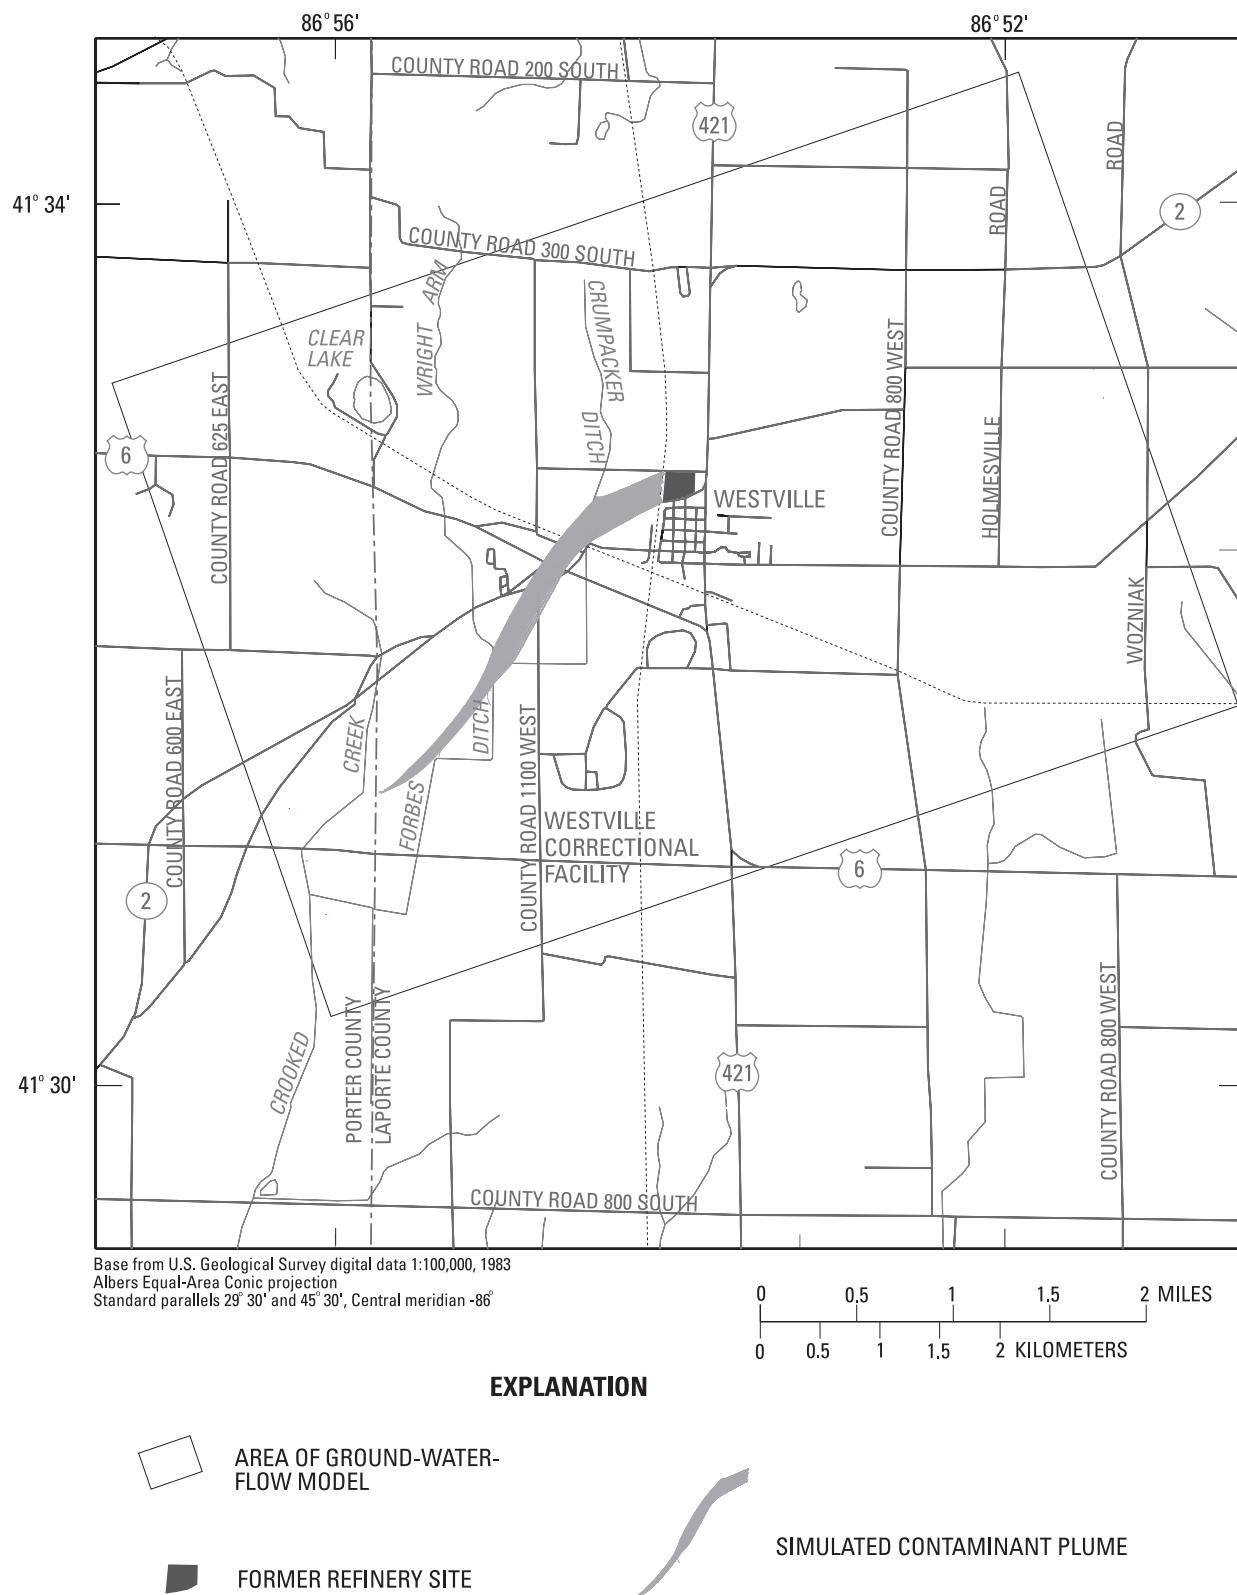 86° 56'
86° 52'
COUNTY ROAD 200 SOUTH
421
ROAD
ROAD
41° 34'
2
COUNTY ROAD 300 SOUTH
WRIGHT ARM
CRUMPACKER DITCH
CLEAR
LAKE
COUNTY ROAD 625 EAST
COUNTY ROAD 800 WEST
HOLMESVILLE
6
WESTVILLE
WOZNIAK
COUNTY ROAD 600 EAST
CREEK
DITCH
COUNTY ROAD 1100 WEST
FORBES
WESTVILLE
CORRECTIONAL
FACILITY
6
2
PORTER COUNTY
LAPORTE COUNTY
CROOKED
41° 30'
421
COUNTY ROAD 800 WEST
COUNTY ROAD 800 SOUTH
Base from U.S. Geological Survey digital data 1:100,000, 1983
Albers Equal-Area Conic projection
Standard parallels 29° 30' and 45° 30', Central meridian -86°
0 0.5 1 1.5 2 MILES
0 0.5 1 1.5 2 KILOMETERS
EXPLANATION
AREA OF GROUND-WATER-
FLOW MODEL
SIMULATED CONTAMINANT PLUME
FORMER REFINERY SITE